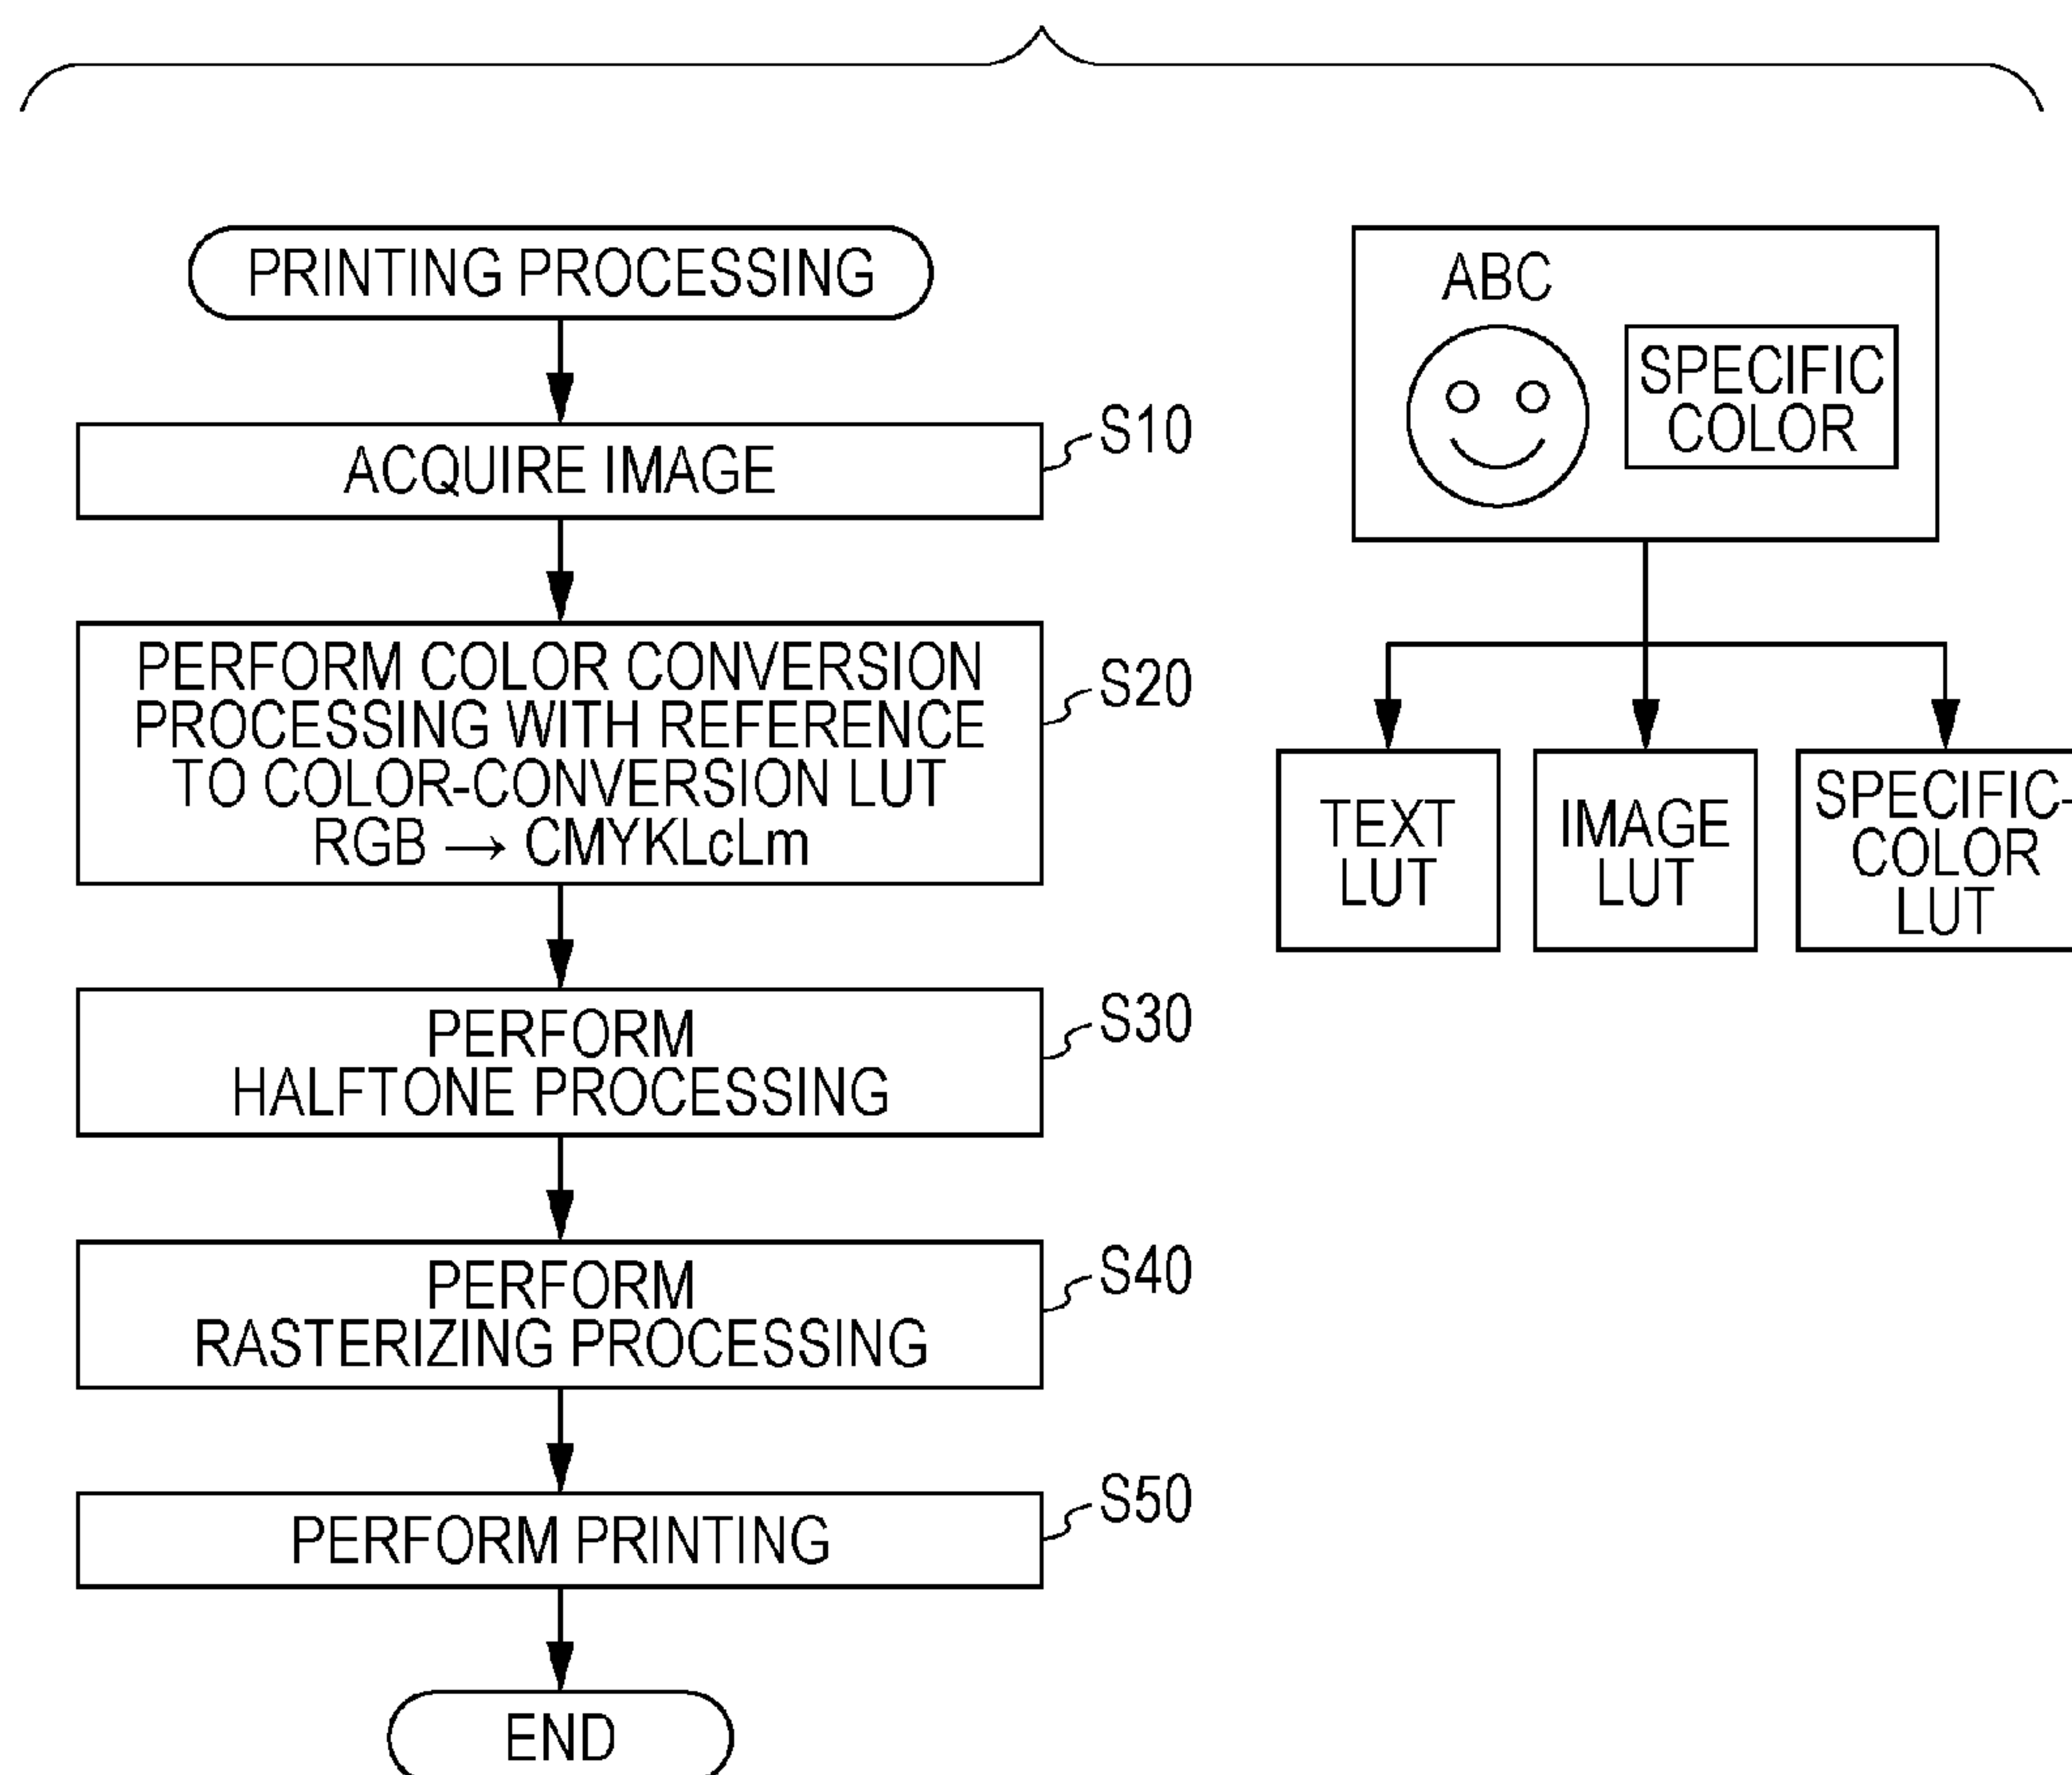 PRINTING PROCESSING
ACQUIRE IMAGE
S10
PERFORM COLOR CONVERSION
PROCESSING WITH REFERENCE
TO COLOR-CONVERSION LUT
RGB → CMYKLcLm
S20
PERFORM
HALFTONE PROCESSING
S30
PERFORM
RASTERIZING PROCESSING
S40
PERFORM PRINTING
S50
END
ABC
SPECIFIC
COLOR
TEXT
LUT
IMAGE
LUT
SPECIFIC-
COLOR
LUT